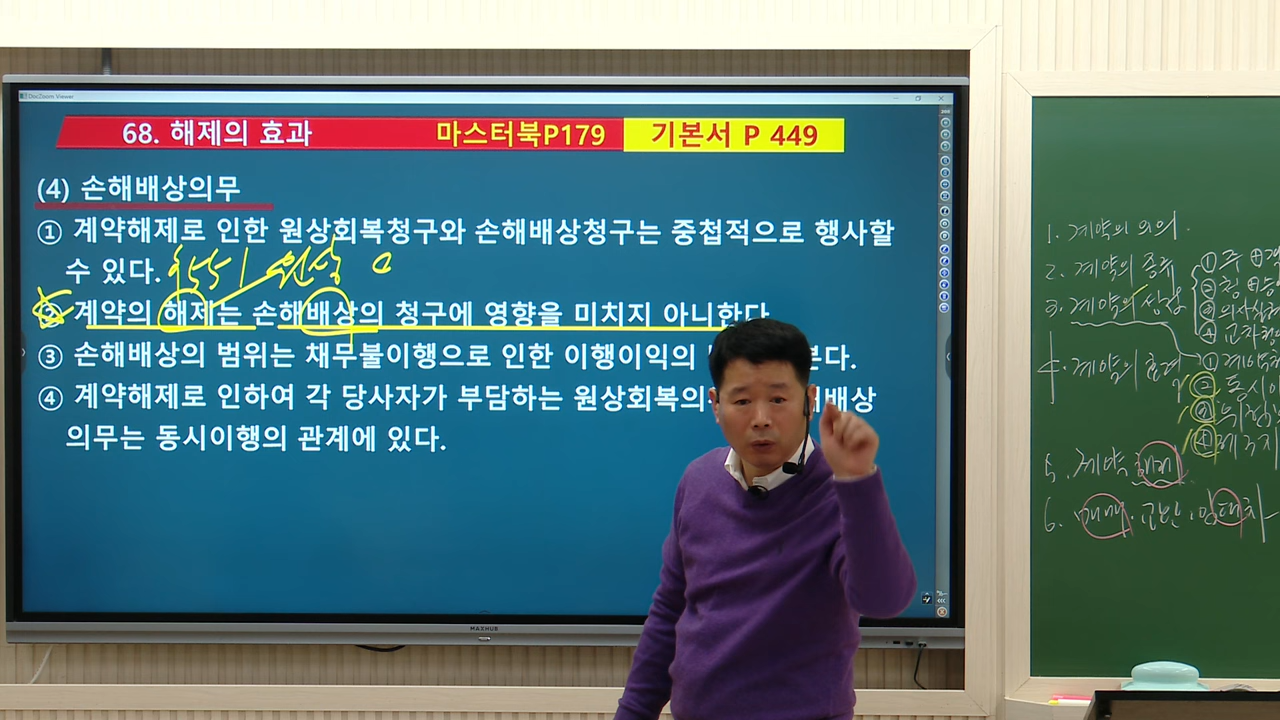 DocZoom Viewer
68. 해제의 효과 마스터북P179 기본서 P 449
(4) 손해배상의무
① 계약해제로 인한 원상회복청구와 손해배상청구는 중첩적으로 행사할
수 있다.
② 계약의 해제는 손해배상의 청구에 영향을 미치지 아니한다.
③ 손해배상의 범위는 채무불이행으로 인한 이행이익의
④ 계약해제로 인하여 각 당사자가 부담하는 원상회복의 배상
의무는 동시이행의 관계에 있다.
MAXHUB
1. 계약의 의의.
2. 계약의 종류
3. 계약의 성립
4. 계약의 효력
5. 계약 해제
6. 매매. 교환. 임대차